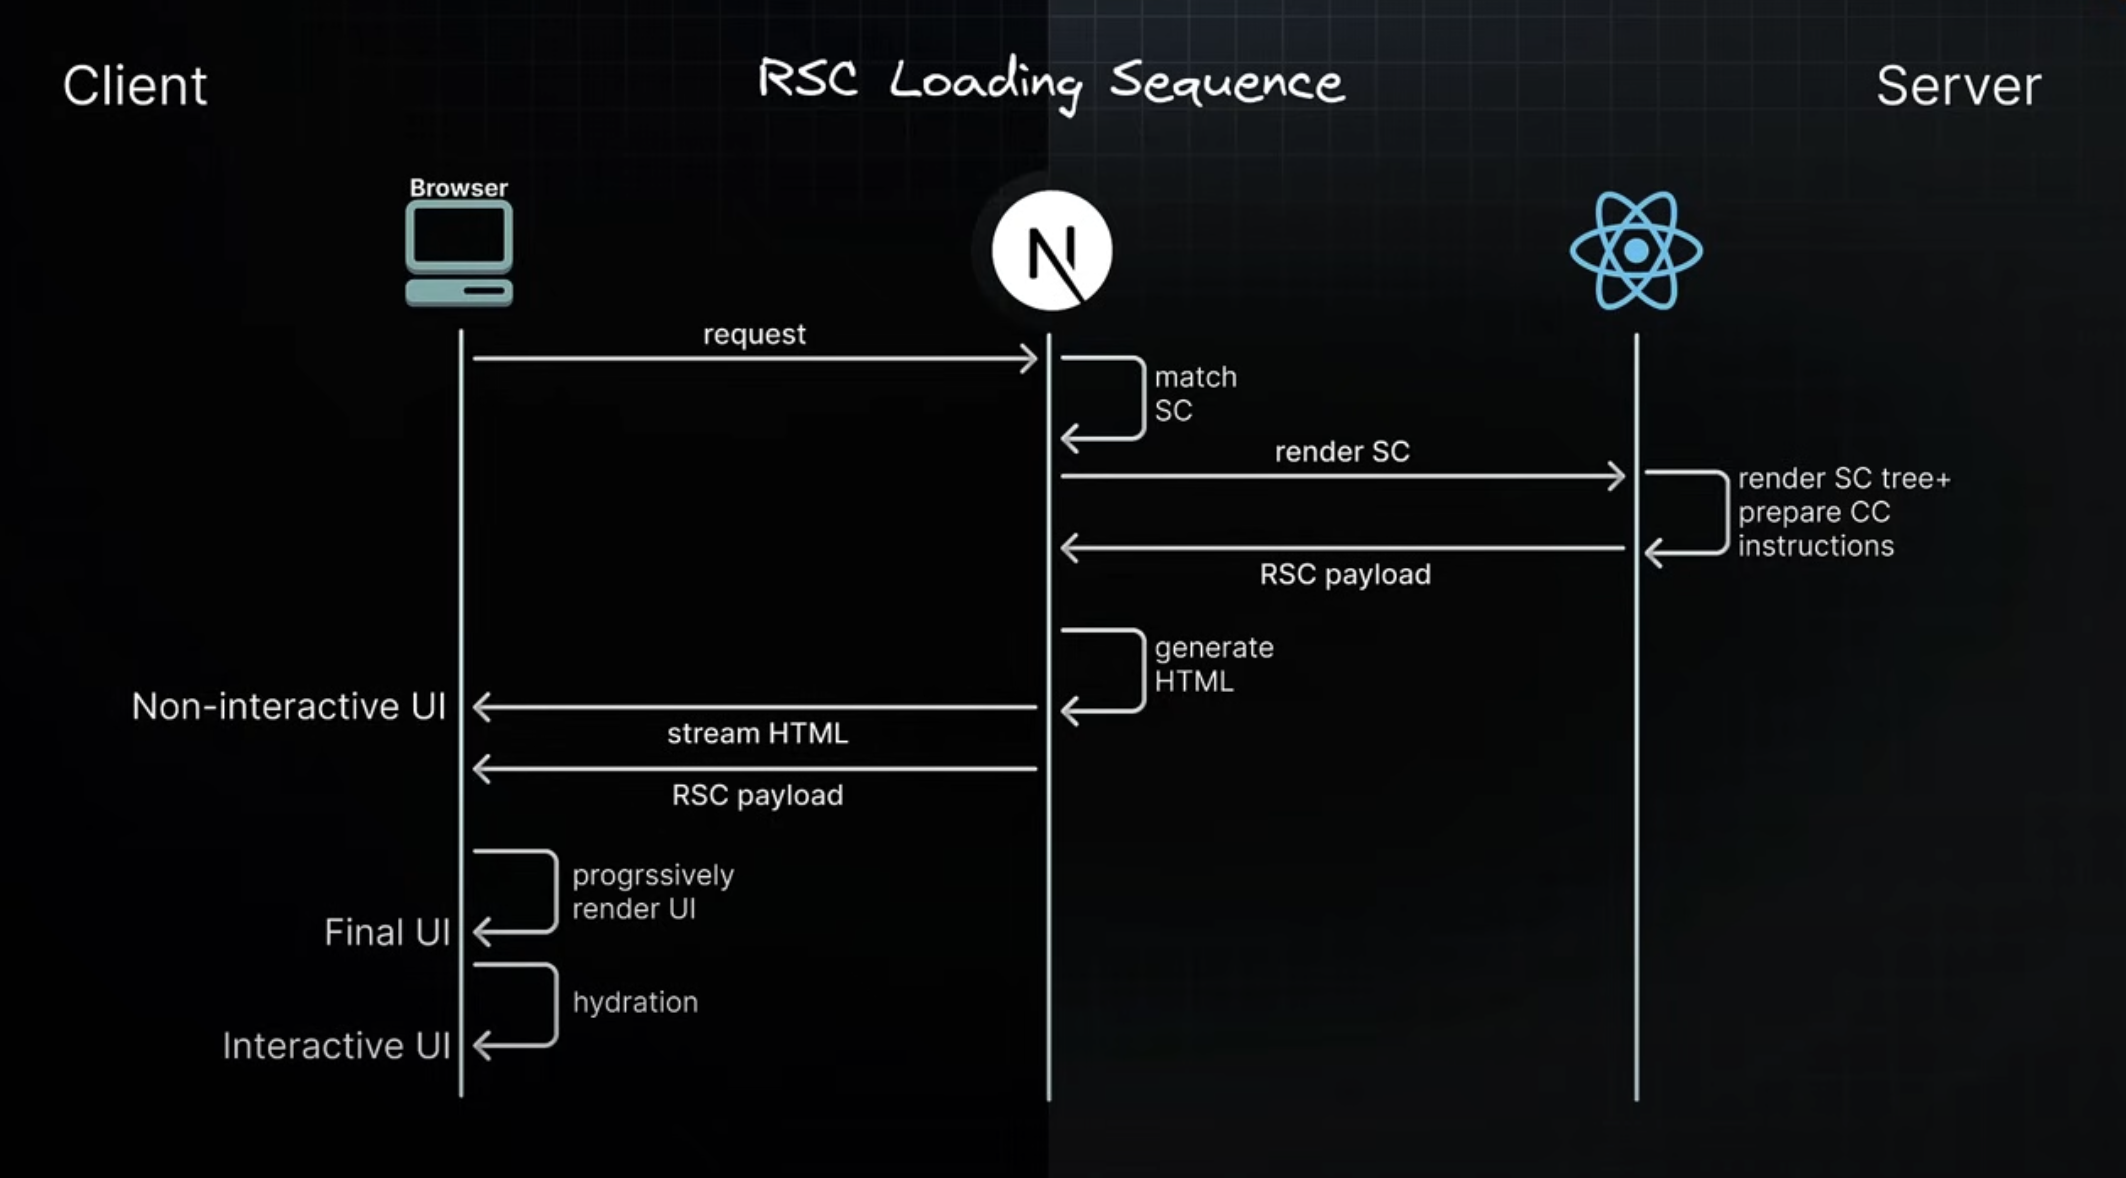 Client
RSC Loading Sequence
Server
Browser
N
request
match
SC
render SC
render SC tree+
prepare CC
instructions
RSC payload
generate
HTML
Non-interactive UI
stream HTML
RSC payload
progrssively
render UI
Final UI
hydration
Interactive UI